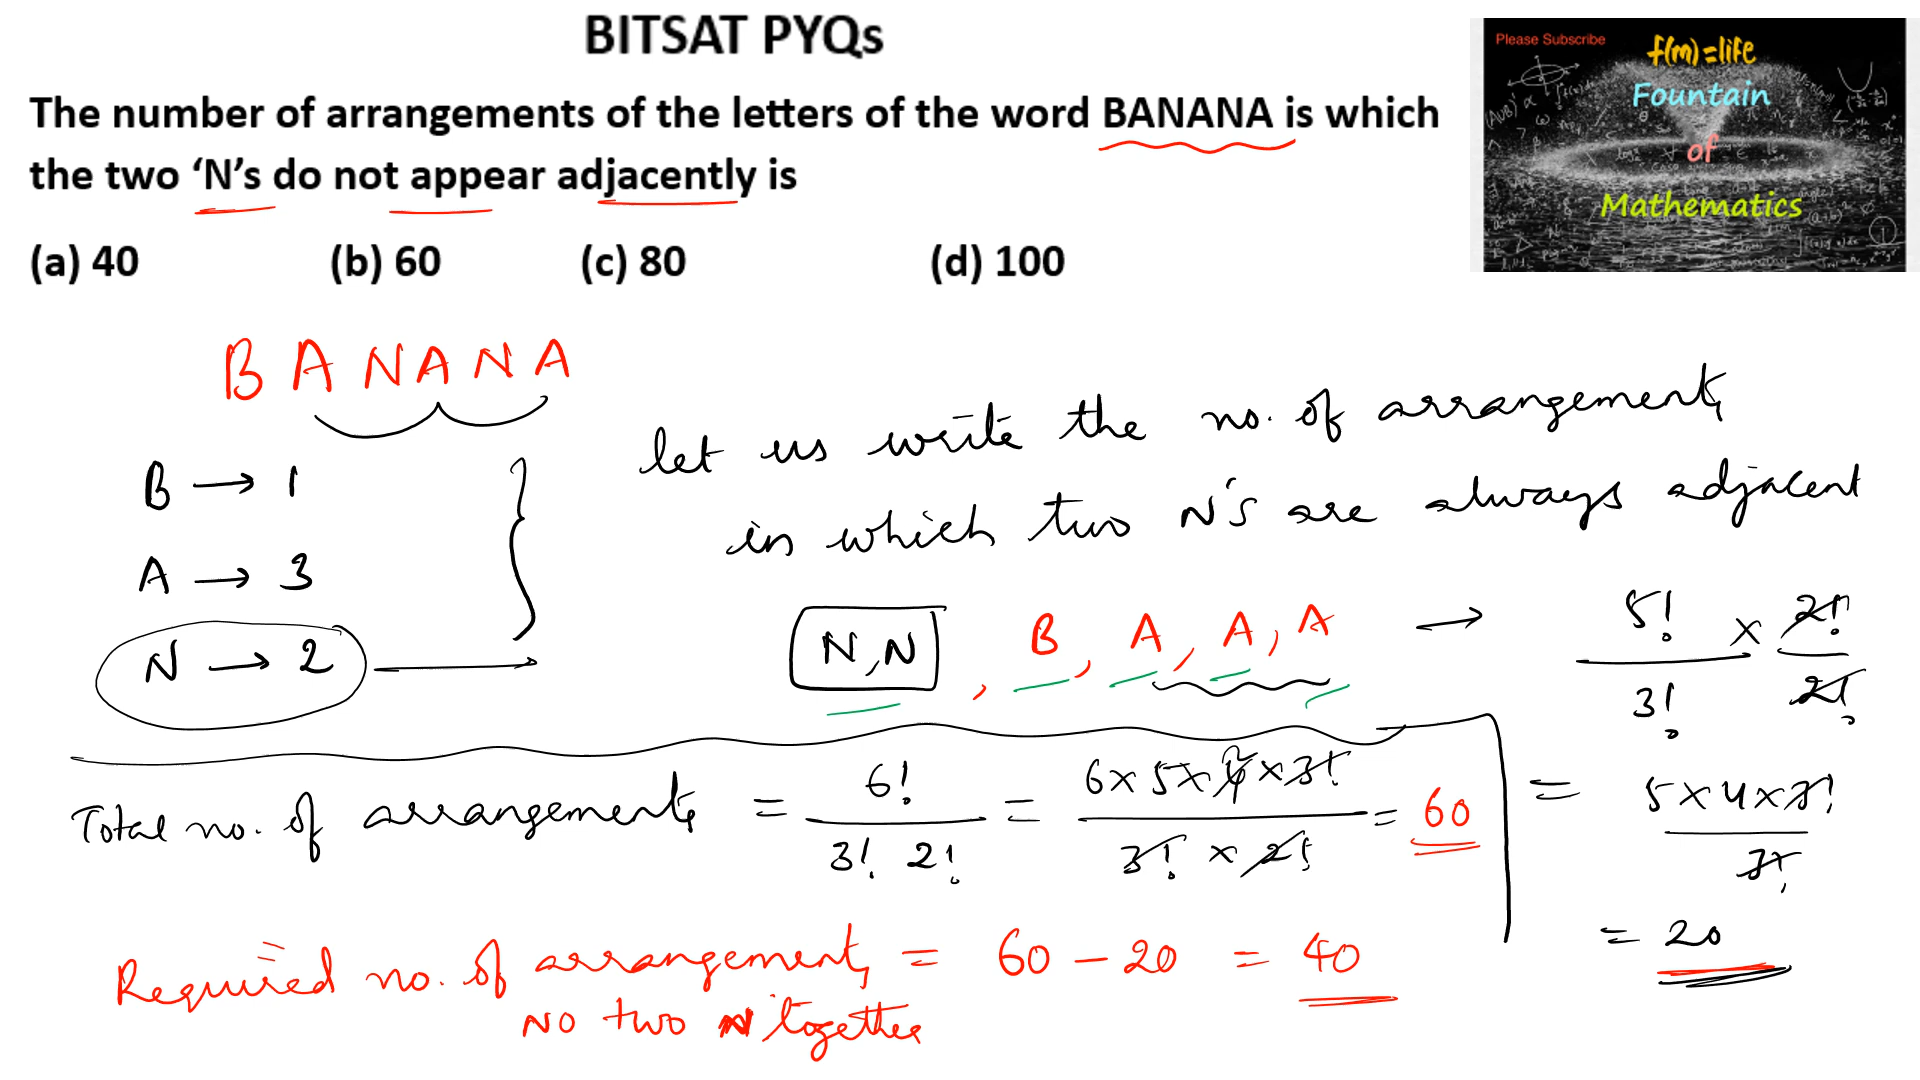 BITSAT PYQs
The number of arrangements of the letters of the word BANANA is which
the two ‘N’s do not appear adjacently is
(a) 40 (b) 60 (c) 80 (d) 100
Please Subscribe
f(m)=life
Fountain
of
Mathematics
B A N A N A
B → 1
A → 3
N → 2
let us write the no. of arrangements
in which two N's are always adjacent
N,N , B, A, A, A → 5!/3! × 2!/2!
= 5×4×3!/3!
= 20
Total no. of arrangements = 6!/3! 2! = 6×5×4×3!/3!×2! = 60
Required no. of arrangements = 60 − 20 = 40
No two N together